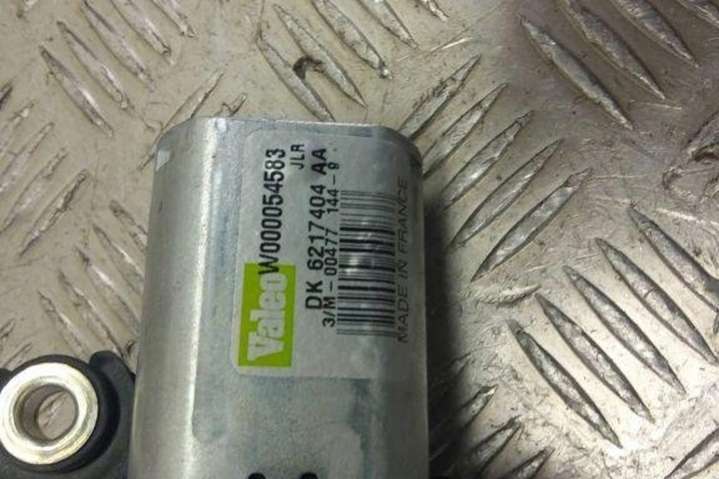 Valeo W000054583
JLR
DK 6217404 AA
3/M-00477 144-9
MADE IN FRANCE